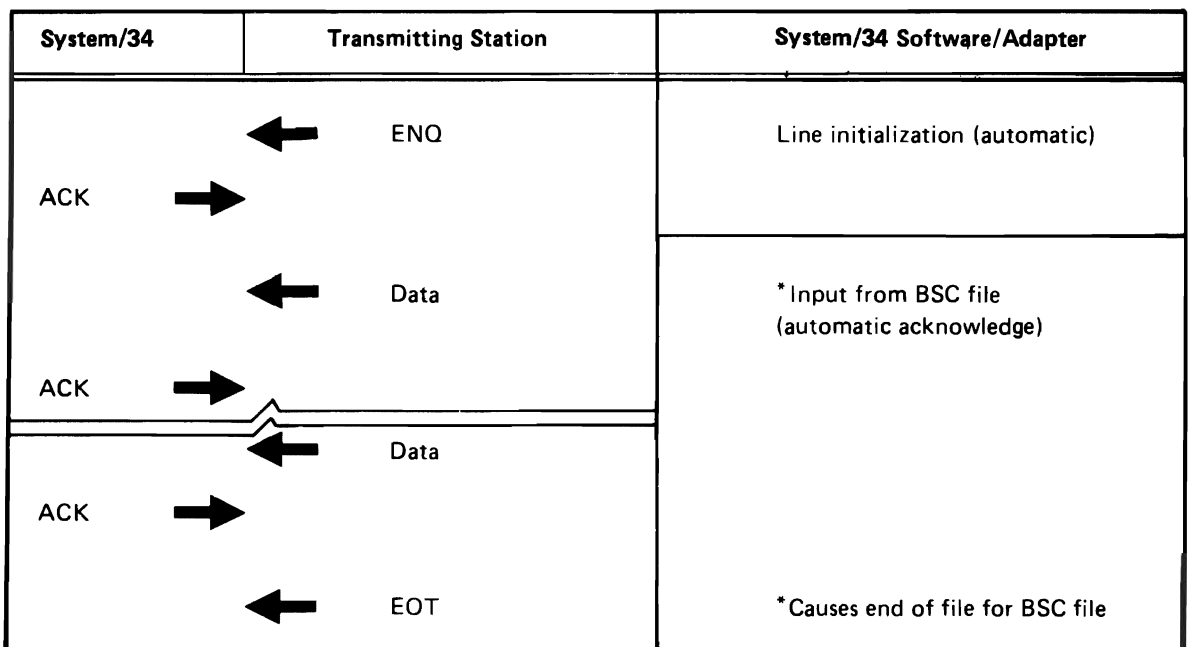 System/34 Transmitting Station System/34 Software/Adapter
ENQ Line initialization (automatic)
ACK
Data *Input from BSC file
(automatic acknowledge)
ACK
Data
ACK
EOT *Causes end of file for BSC file